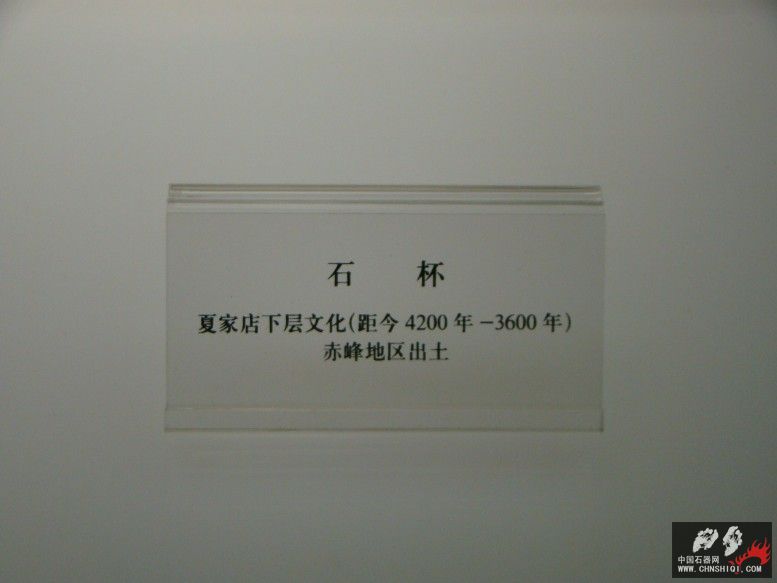 石 杯
夏家店下层文化(距今 4200 年 -3600 年)
赤峰地区出土
中国石器网
WWW.CHNSHIQI.COM